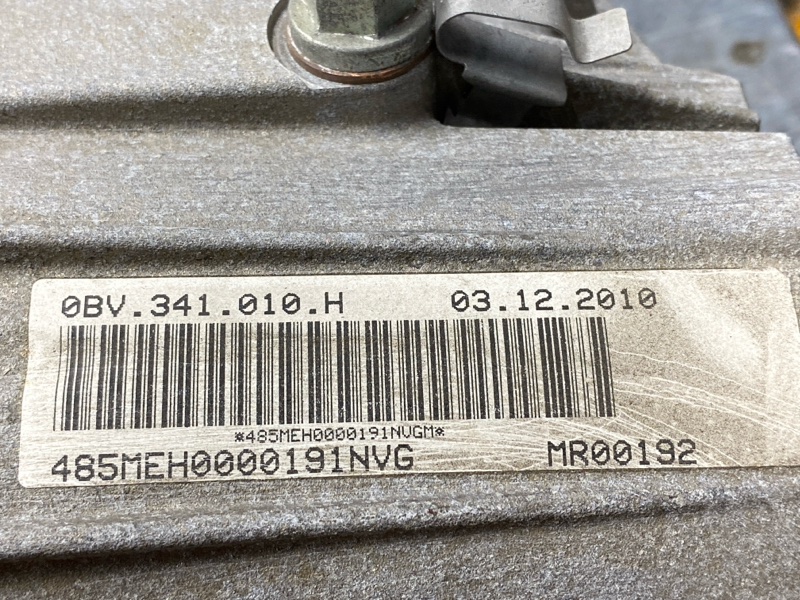 0BV.341.010.H 03.12.2010
*485MEH0000191NVGM*
485MEH0000191NVG MR00192